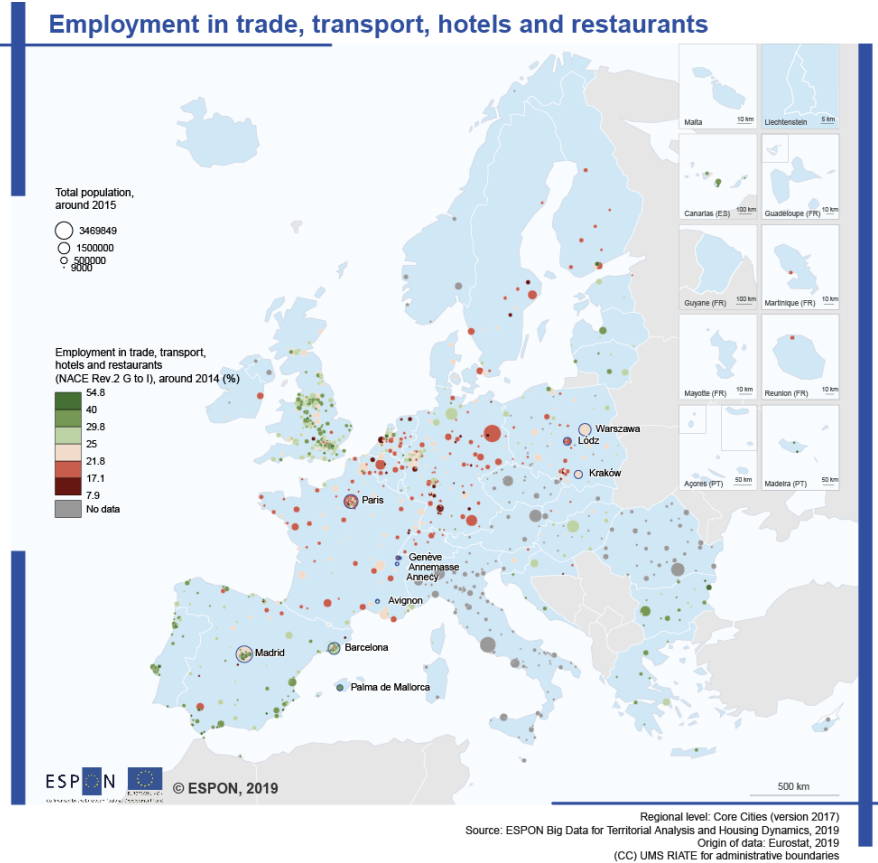 Employment in trade, transport, hotels and restaurants
Total population,
around 2015
3469849
1500000
500000
9000
Employment in trade, transport,
hotels and restaurants
(NACE Rev.2 G to I), around 2014 (%)
54.8
40
29.8
25
21.8
17.1
7.9
No data
Malta
10 km
Liechtenstein
5 km
Canarias (ES)
100 km
Guadeloupe (FR)
10 km
Guyane (FR)
100 km
Martinique (FR)
10 km
Mayotte (FR)
10 km
Reunion (FR)
10 km
Açores (PT)
50 km
Madeira (PT)
50 km
Warszawa
Lódz
Kraków
Paris
Genève
Annemasse
Annecy
Avignon
Madrid
Barcelona
Palma de Mallorca
ESPON
© ESPON, 2019
500 km
Regional level: Core Cities (version 2017)
Source: ESPON Big Data for Territorial Analysis and Housing Dynamics, 2019
Origin of data: Eurostat, 2019
(CC) UMS RIATE for administrative boundaries